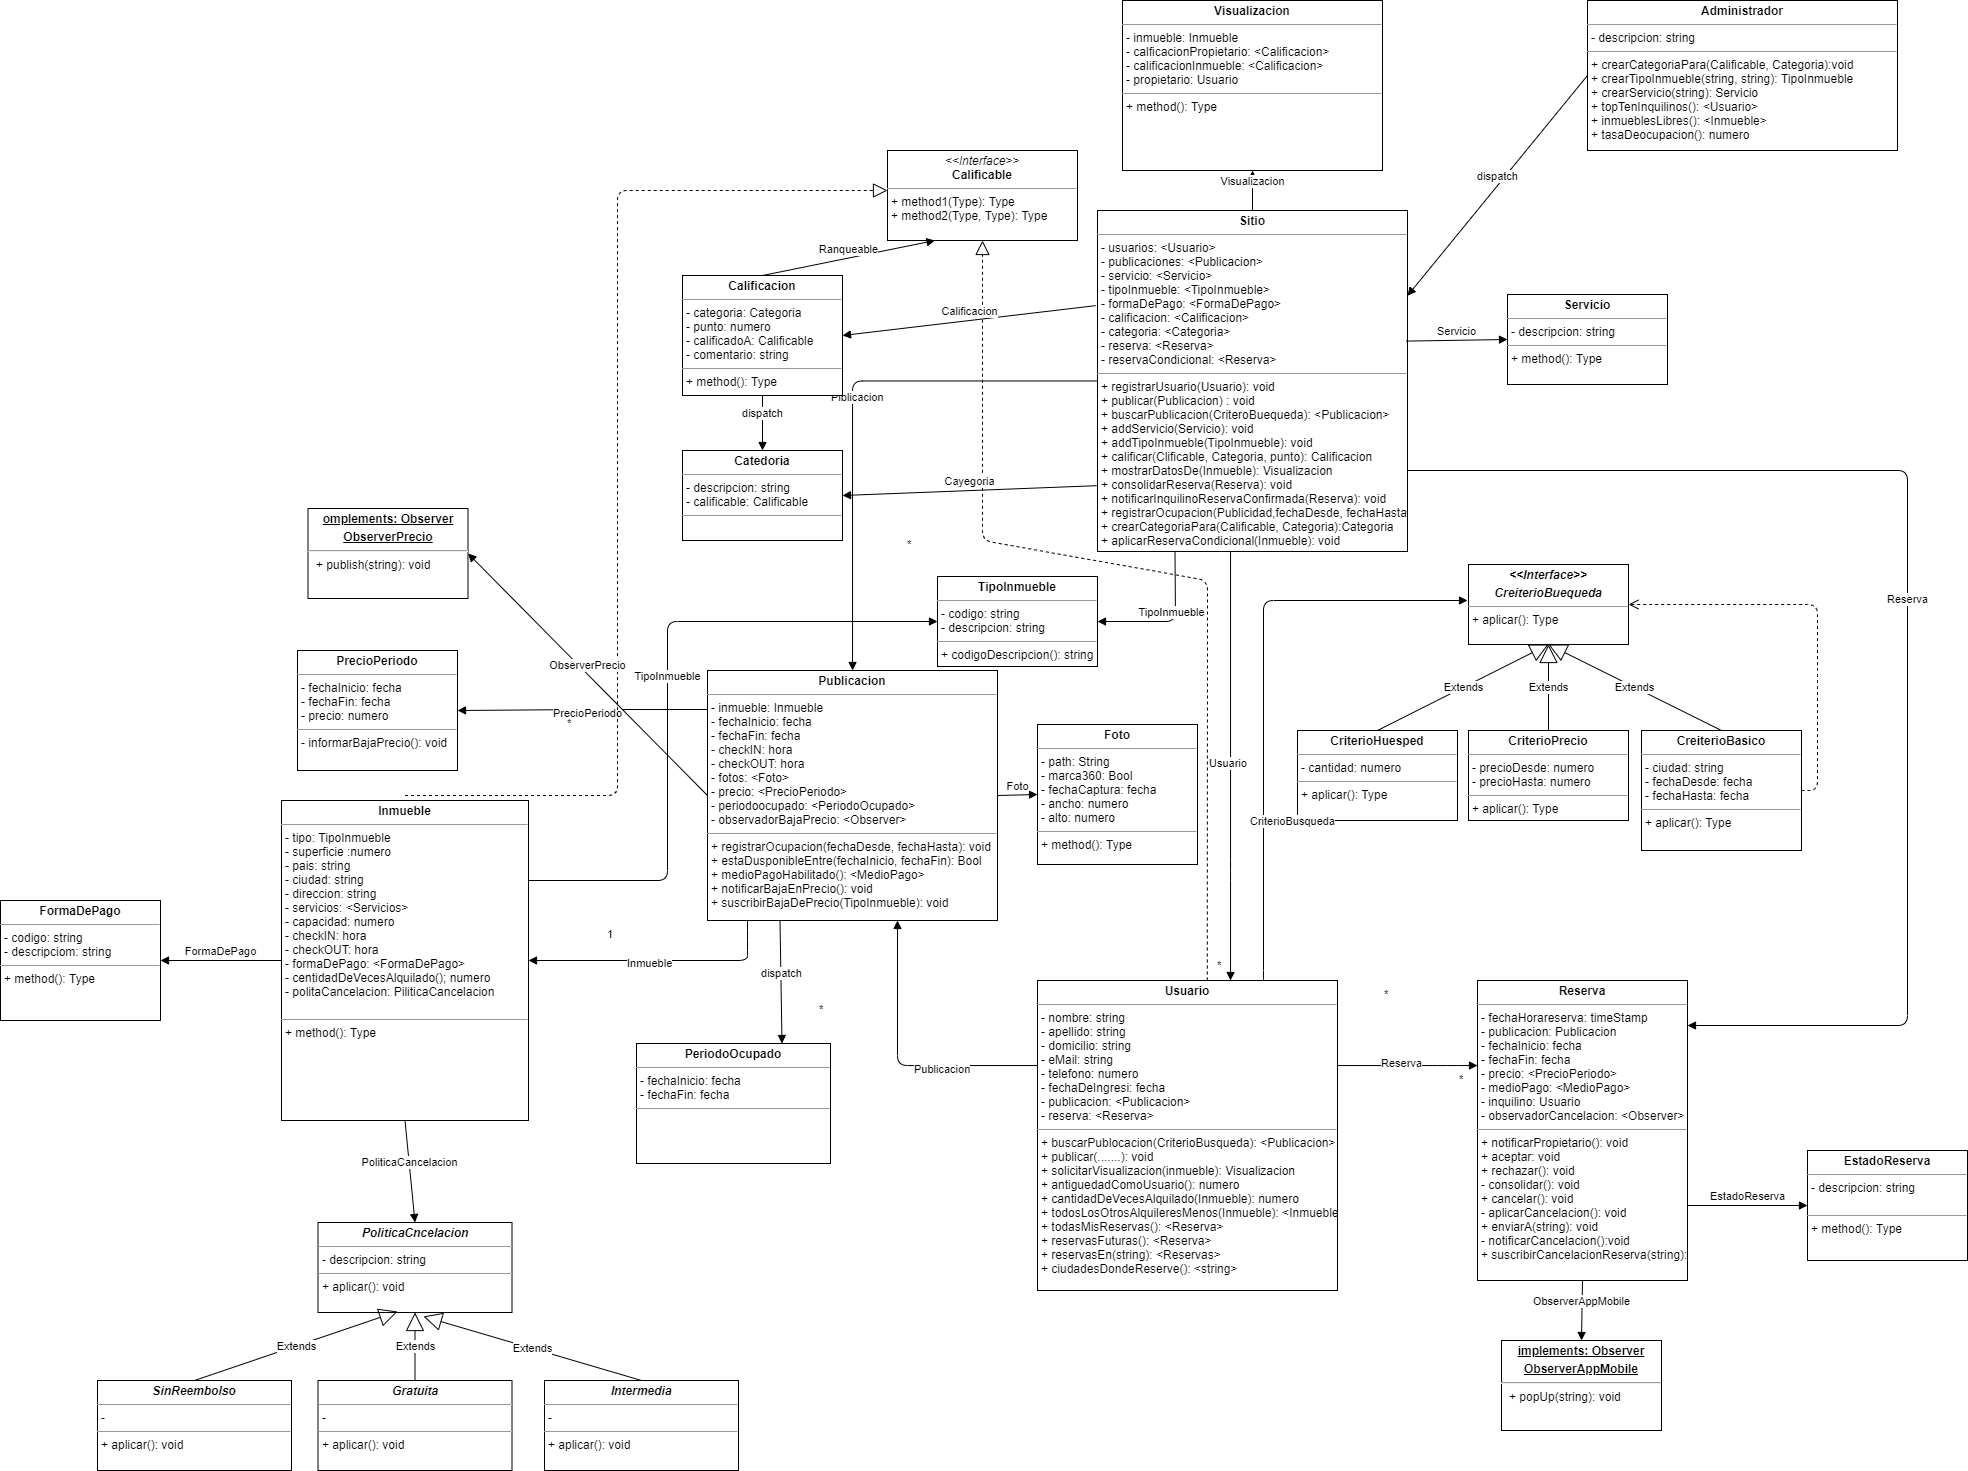 Visualizacion
- inmueble: Inmueble
- calficacionPropietario: <Calificacion>
- calificacionInmueble: <Calificacion>
- propietario: Usuario
+ method(): Type
Administrador
- descripcion: string
+ crearCategoriaPara(Calificable, Categoria):void
+ crearTipoInmueble(string, string): TipoInmueble
+ crearServicio(string): Servicio
+ topTenInquilinos(): <Usuario>
+ inmueblesLibres(): <Inmueble>
+ tasaDeocupacion(): numero
dispatch
Visualizacion
<<Interface>>
Calificable
+ method1(Type): Type
+ method2(Type, Type): Type
Ranqueable
Sitio
- usuarios: <Usuario>
- publicaciones: <Publicacion>
- servicio: <Servicio>
- tipoInmueble: <TipoInmueble>
- formaDePago: <FormaDePago>
- calificacion: <Calificacion>
- categoria: <Categoria>
- reserva: <Reserva>
- reservaCondicional: <Reserva>
+ registrarUsuario(Usuario): void
+ publicar(Publicacion) : void
+ buscarPublicacion(CriteroBuequeda): <Publicacion>
+ addServicio(Servicio): void
+ addTipoInmueble(TipoInmueble): void
+ calificar(Clificable, Categoria, punto): Calificacion
+ mostrarDatosDe(Inmueble): Visualizacion
+ consolidarReserva(Reserva): void
+ notificarInquilinoReservaConfirmada(Reserva): void
+ registrarOcupacion(Publicidad,fechaDesde, fechaHasta
+ crearCategoriaPara(Calificable, Categoria):Categoria
+ aplicarReservaCondicional(Inmueble): void
Calificacion
- categoria: Categoria
- punto: numero
- calificadoA: Calificable
- comentario: string
+ method(): Type
Calificacion
Servicio
Servicio
- descripcion: string
+ method(): Type
Piblicacion
dispatch
Catedoria
- descripcion: string
- calificable: Calificable
Cayegoria
*
omplements: Observer
ObserverPrecio
+ publish(string): void
TipoInmueble
- codigo: string
- descripcion: string
+ codigoDescripcion(): string
TipoInmueble
<<Interface>>
CreiterioBuequeda
+ aplicar(): Type
Reserva
PrecioPeriodo
- fechaInicio: fecha
- fechaFin: fecha
- precio: numero
- informarBajaPrecio(): void
ObserverPrecio
TipoInmueble
PrecioPeriodo
*
Publicacion
- inmueble: Inmueble
- fechaInicio: fecha
- fechaFin: fecha
- checkIN: hora
- checkOUT: hora
- fotos: <Foto>
- precio: <PrecioPeriodo>
- periodoocupado: <PeriodoOcupado>
- observadorBajaPrecio: <Observer>
+ registrarOcupacion(fechaDesde, fechaHasta): void
+ estaDusponibleEntre(fechaInicio, fechaFin): Bool
+ medioPagoHabilitado(): <MedioPago>
+ notificarBajaEnPrecio(): void
+ suscribirBajaDePrecio(TipoInmueble): void
Foto
Foto
- path: String
- marca360: Bool
- fechaCaptura: fecha
- ancho: numero
- alto: numero
+ method(): Type
Usuario
Extends
Extends
Extends
CriterioHuesped
- cantidad: numero
+ aplicar(): Type
CriterioPrecio
- precioDesde: numero
- precioHasta: numero
+ aplicar(): Type
CreiterioBasico
- ciudad: string
- fechaDesde: fecha
- fechaHasta: fecha
+ aplicar(): Type
CriterioBusqueda
Inmueble
- tipo: TipoInmueble
- superficie :numero
- pais: string
- ciudad: string
- direccion: string
- servicios: <Servicios>
- capacidad: numero
- checkIN: hora
- checkOUT: hora
- formaDePago: <FormaDePago>
- centidadDeVecesAlquilado(); numero
- politaCancelacion: PiliticaCancelacion
+ method(): Type
FormaDePago
- codigo: string
- descripciom: string
+ method(): Type
FormaDePago
1
Inmueble
dispatch
*
PeriodoOcupado
- fechaInicio: fecha
- fechaFin: fecha
Publicacion
*
Usuario
- nombre: string
- apellido: string
- domicilio: string
- eMail: string
- telefono: numero
- fechaDeIngresi: fecha
- publicacion: <Publicacion>
- reserva: <Reserva>
+ buscarPublocacion(CriterioBusqueda): <Publicacion>
+ publicar(.......): void
+ solicitarVisualizacion(inmueble): Visualizacion
+ antiguedadComoUsuario(): numero
+ cantidadDeVecesAlquilado(Inmueble): numero
+ todosLosOtrosAlquileresMenos(Inmueble): <Inmueble
+ todasMisReservas(): <Reserva>
+ reservasFuturas(): <Reserva>
+ reservasEn(string): <Reservas>
+ ciudadesDondeReserve(): <string>
*
Reserva
*
Reserva
- fechaHorareserva: timeStamp
- publicacion: Publicacion
- fechaInicio: fecha
- fechaFin: fecha
- precio: <PrecioPeriodo>
- medioPago: <MedioPago>
- inquilino: Usuario
- observadorCancelacion: <Observer>
+ notificarPropietario(): void
+ aceptar: void
+ rechazar(): void
- consolidar(): void
+ cancelar(): void
- aplicarCancelacion(): void
+ enviarA(string): void
- notificarCancelacion():void
+ suscribirCancelacionReserva(string):
EstadoReserva
EstadoReserva
- descripcion: string
+ method(): Type
PoliticaCancelacion
PoliticaCncelacion
- descripcion: string
+ aplicar(): void
Extends
Extends
Extends
ObserverAppMobile
implements: Observer
ObserverAppMobile
+ popUp(string): void
SinReembolso
-
+ aplicar(): void
Gratuita
-
+ aplicar(): void
Intermedia
-
+ aplicar(): void